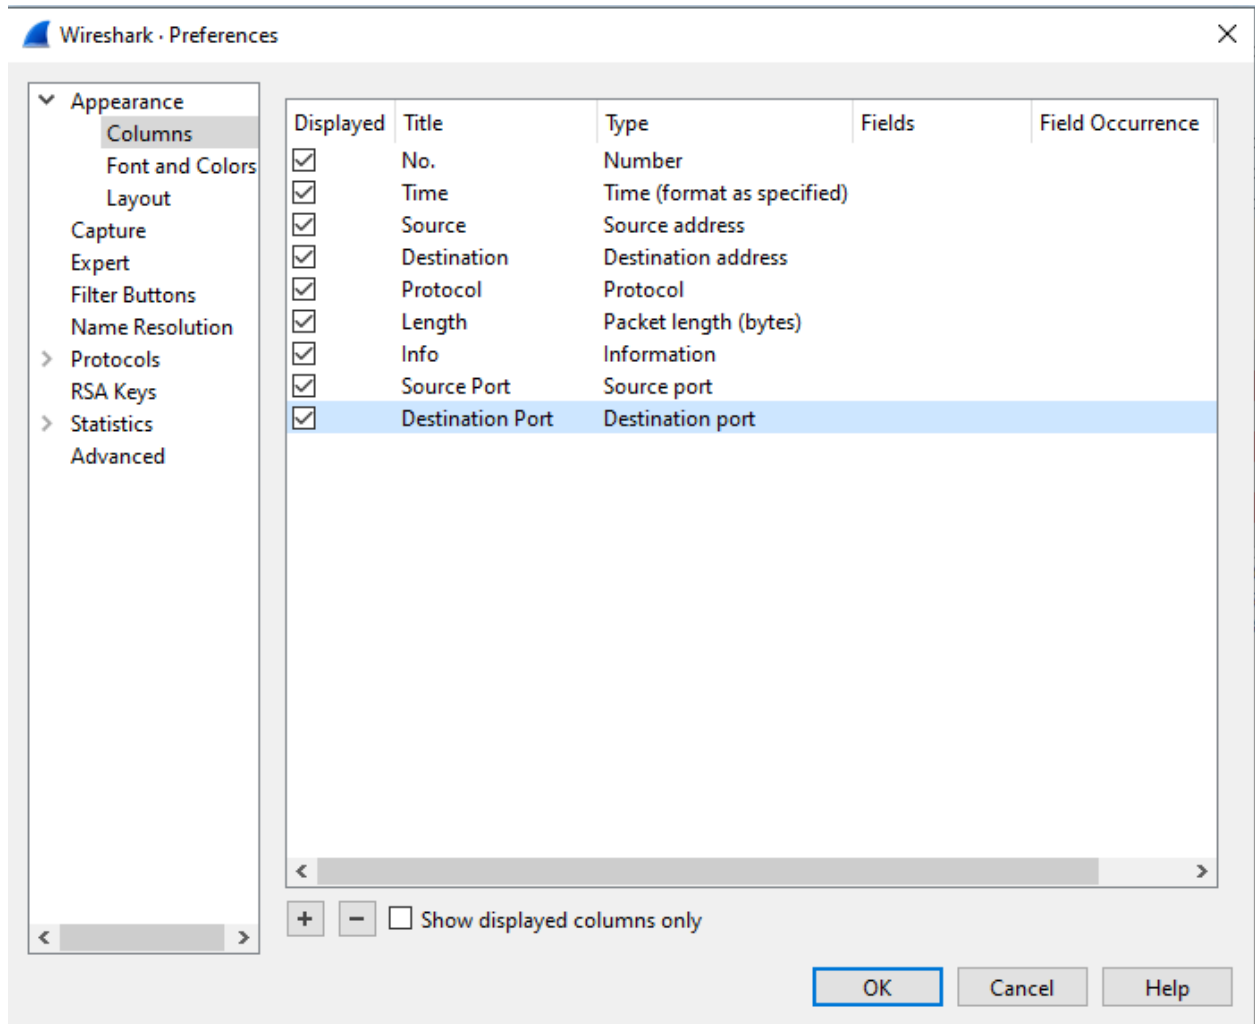 Wireshark · Preferences
Appearance
Columns
Font and Colors
Layout
Capture
Expert
Filter Buttons
Name Resolution
Protocols
RSA Keys
Statistics
Advanced
Displayed Title Type Fields Field Occurrence
No. Number
Time Time (format as specified)
Source Source address
Destination Destination address
Protocol Protocol
Length Packet length (bytes)
Info Information
Source Port Source port
Destination Port Destination port
Show displayed columns only
OK Cancel Help